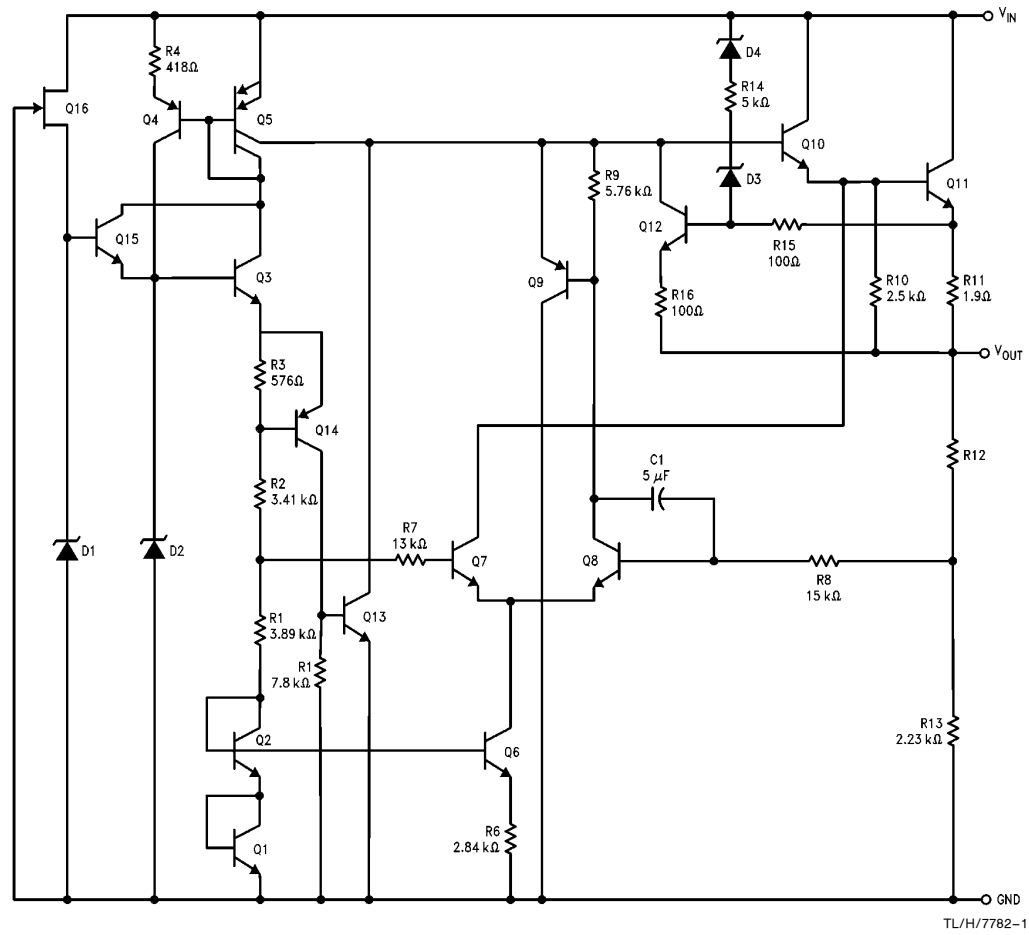 V_IN
R4
418Ω
D4
Q16
R14
5 kΩ
Q4
Q5
Q10
R9
5.76 kΩ
D3
Q11
Q15
Q12
Q3
R15
100Ω
Q9
R16
100Ω
R10
2.5 kΩ
R11
1.9Ω
V_OUT
R3
576Ω
Q14
R12
C1
5 μF
R2
3.41 kΩ
R7
13 kΩ
D1
D2
Q7
Q8
R8
15 kΩ
R1
3.89 kΩ
Q13
R1
7.8 kΩ
R13
2.23 kΩ
Q2
Q6
R6
2.84 kΩ
Q1
GND
TL/H/7782–1